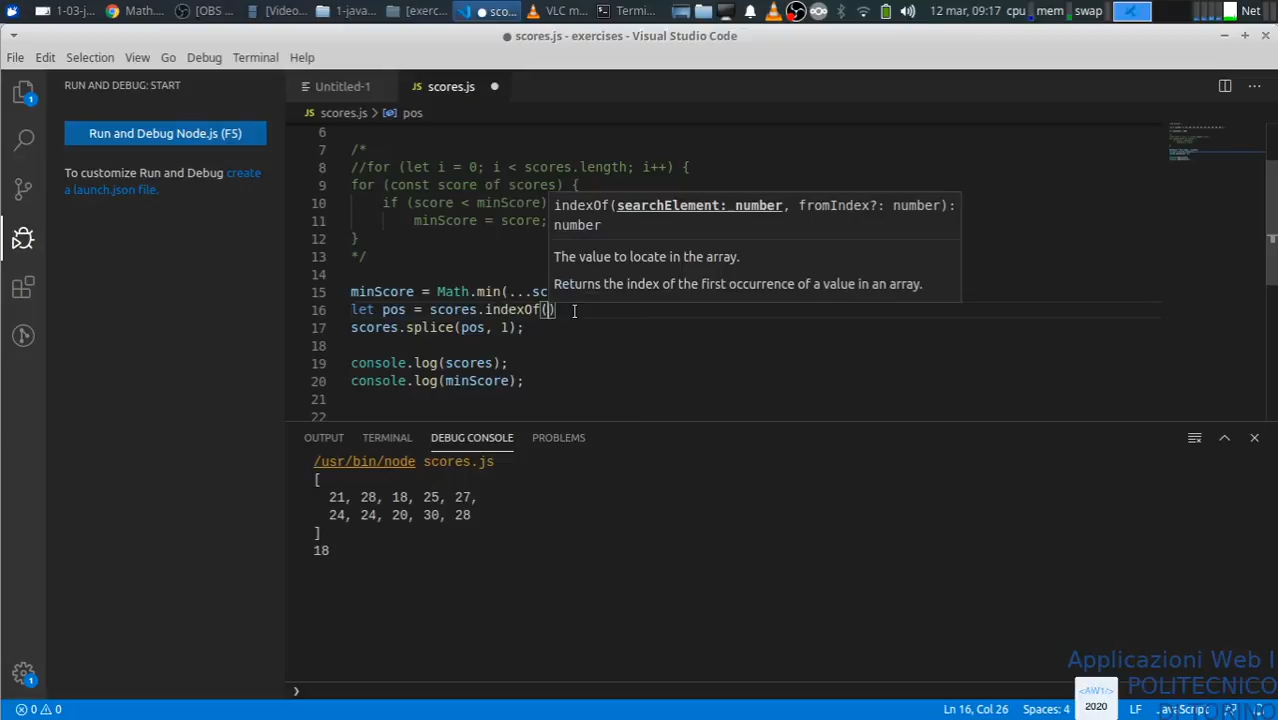 1-03-j...
Math....
[OBS ...
[Video...
1-java...
[exerc...
sco...
VLC m...
Termi...
12 mar, 09:17
cpu
mem
swap
Net
scores.js - exercises - Visual Studio Code
File Edit Selection View Go Debug Terminal Help
RUN AND DEBUG: START
Run and Debug Node.js (F5)
To customize Run and Debug create
a launch.json file.
1
1
Untitled-1
JS scores.js
JS scores.js > pos
6
7 /*
8 //for (let i = 0; i < scores.length; i++) {
9 for (const score of scores) {
10 if (score < minScore)
11 minScore = score;
12 }
13 */
14
15 minScore = Math.min(...sc
16 let pos = scores.indexOf()
17 scores.splice(pos, 1);
18
19 console.log(scores);
20 console.log(minScore);
21
22
indexOf(searchElement: number, fromIndex?: number):
number
The value to locate in the array.
Returns the index of the first occurrence of a value in an array.
OUTPUT TERMINAL DEBUG CONSOLE PROBLEMS
/usr/bin/node scores.js
[
21, 28, 18, 25, 27,
24, 24, 20, 30, 28
]
18
Applicazioni Web I
POLITECNICO
DI TORINO
<AW1/>
2020
0 0
Ln 16, Col 26 Spaces: 4
LF JavaScript